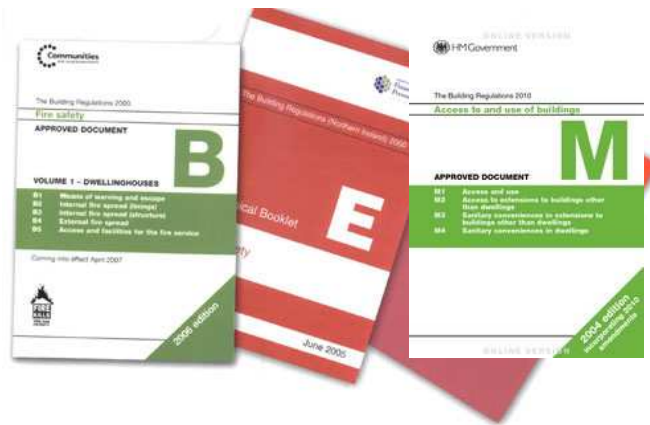 Communities
The Building Regulations 2000
Fire safety
APPROVED DOCUMENT
B
VOLUME 1 – DWELLINGHOUSES
B1 Means of warning and escape
B2 Internal fire spread (linings)
B3 Internal fire spread (structure)
B4 External fire spread
B5 Access and facilities for the fire service
Coming into effect April 2007
FIRE
KILLS
2006 edition
The Building Regulations (Northern Ireland) 2000
ical Booklet
E
ety
June 2005
ONLINE VERSION
HM Government
The Building Regulations 2010
Access to and use of buildings
M
APPROVED DOCUMENT
M1 Access and use
M2 Access to extensions to buildings other
than dwellings
M3 Sanitary conveniences in extensions to
buildings other than dwellings
M4 Sanitary conveniences in dwellings
2004 edition
incorporating 2010
amendments
ONLINE VERSION